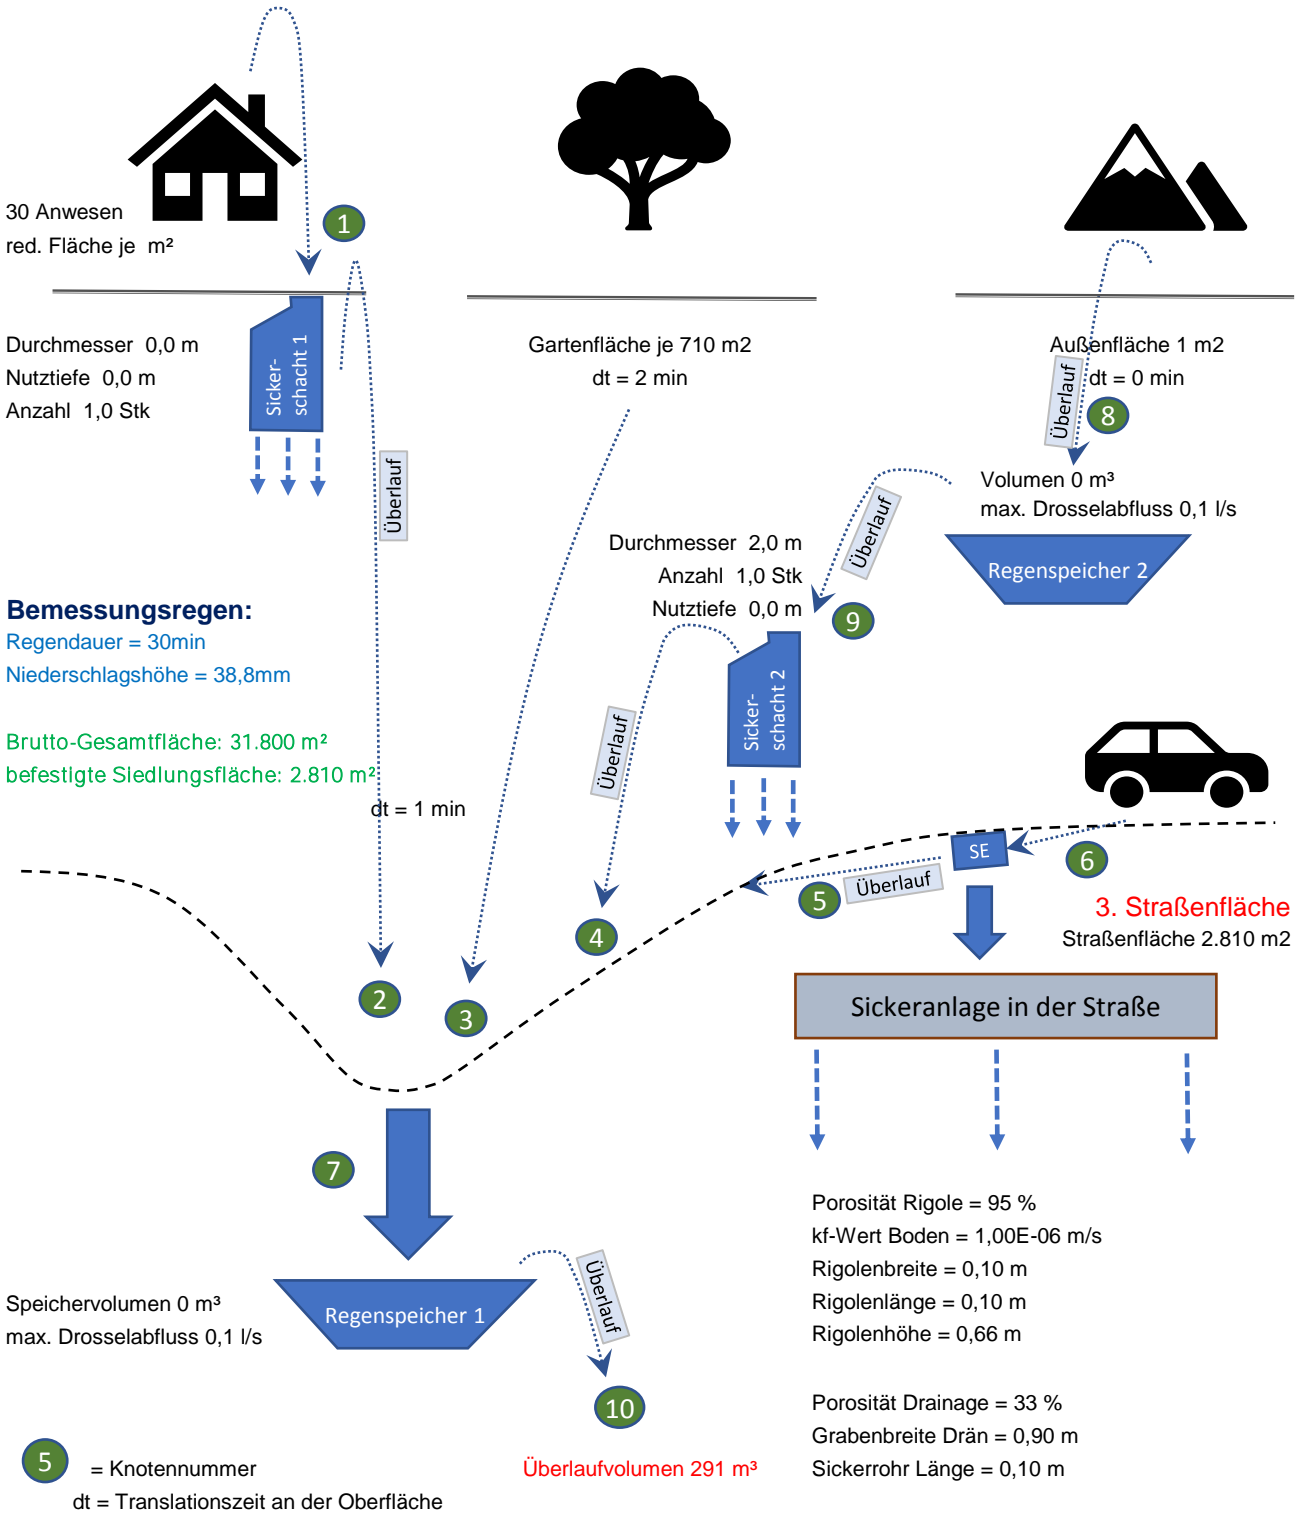 30 Anwesen
red. Fläche je  m²
1
Durchmesser  0,0 m
Nutztiefe  0,0 m
Anzahl  1,0 Stk
Sicker-
schacht 1
Überlauf
Gartenfläche je 710 m2
dt = 2 min
Außenfläche 1 m2
dt = 0 min
Überlauf
8
Volumen 0 m³
max. Drosselabfluss 0,1 l/s
Regenspeicher 2
Überlauf
Durchmesser  2,0 m
Anzahl  1,0 Stk
Nutztiefe  0,0 m
9
Sicker-
schacht 2
Überlauf
Bemessungsregen:
Regendauer = 30min
Niederschlagshöhe = 38,8mm
Brutto-Gesamtfläche: 31.800 m²
befestigte Siedlungsfläche: 2.810 m²
dt = 1 min
SE
6
Überlauf
5
4
3. Straßenfläche
Straßenfläche 2.810 m2
2
3
Sickeranlage in der Straße
7
Porosität Rigole = 95 %
kf-Wert Boden = 1,00E-06 m/s
Rigolenbreite = 0,10 m
Rigolenlänge = 0,10 m
Rigolenhöhe = 0,66 m
Porosität Drainage = 33 %
Grabenbreite Drän = 0,90 m
Sickerrohr Länge = 0,10 m
Speichervolumen 0 m³
max. Drosselabfluss 0,1 l/s
Regenspeicher 1
Überlauf
10
Überlaufvolumen 291 m³
5
= Knotennummer
dt = Translationszeit an der Oberfläche